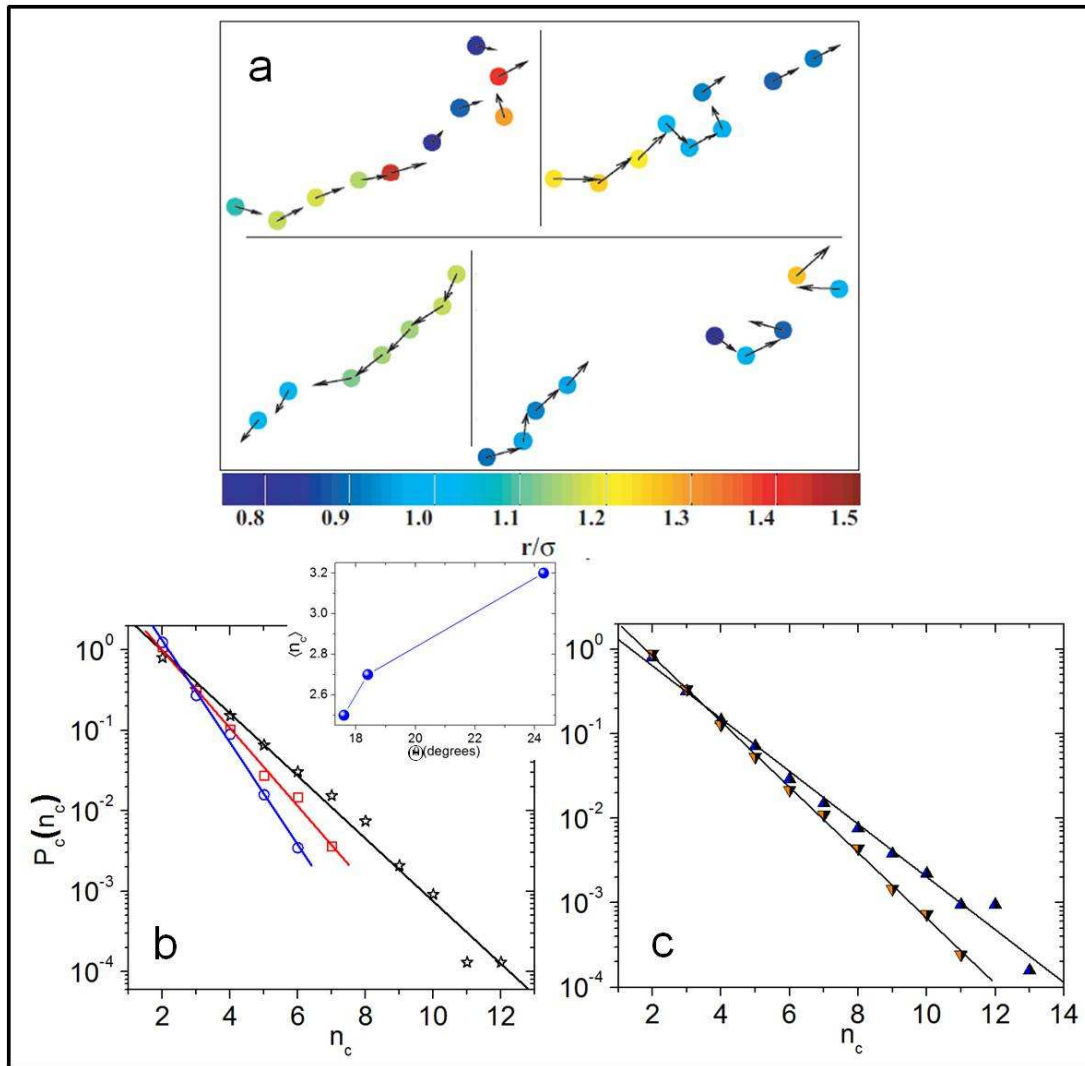 a
0.8 0.9 1.0 1.1 1.2 1.3 1.4 1.5
r/σ
3.2
3.0
2.8
2.6
⟨n_c⟩
18 20 22 24
Θ(degrees)
10^0
10^-1
10^-2
10^-3
10^-4
P_c(n_c)
b
2 4 6 8 10 12
n_c
10^0
10^-1
10^-2
10^-3
10^-4
c
2 4 6 8 10 12 14
n_c